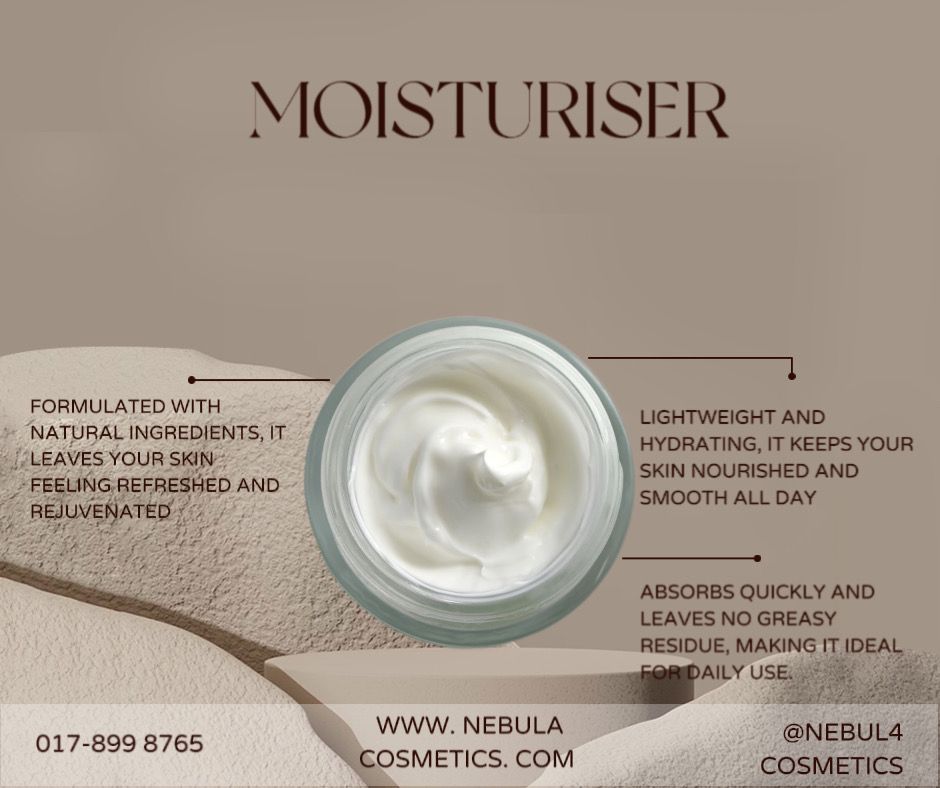 MOISTURISER
FORMULATED WITH
NATURAL INGREDIENTS, IT
LEAVES YOUR SKIN
FEELING REFRESHED AND
REJUVENATED
LIGHTWEIGHT AND
HYDRATING, IT KEEPS YOUR
SKIN NOURISHED AND
SMOOTH ALL DAY
ABSORBS QUICKLY AND
LEAVES NO GREASY
RESIDUE, MAKING IT IDEAL
FOR DAILY USE.
017-899 8765
WWW. NEBULA
COSMETICS. COM
@NEBUL4
COSMETICS